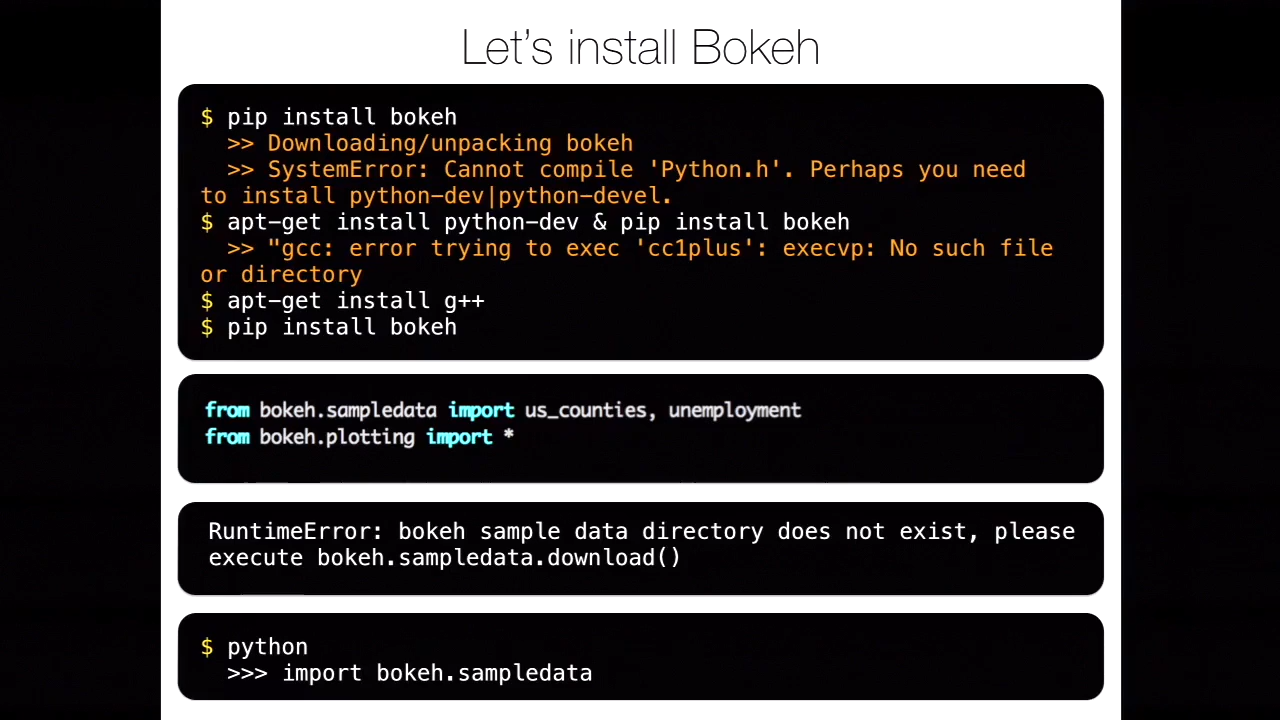 Let's install Bokeh
$ pip install bokeh
>> Downloading/unpacking bokeh
>> SystemError: Cannot compile 'Python.h'. Perhaps you need
to install python-dev|python-devel.
$ apt-get install python-dev & pip install bokeh
>> "gcc: error trying to exec 'cc1plus': execvp: No such file
or directory
$ apt-get install g++
$ pip install bokeh
from bokeh.sampledata import us_counties, unemployment
from bokeh.plotting import *
RuntimeError: bokeh sample data directory does not exist, please
execute bokeh.sampledata.download()
$ python
>>> import bokeh.sampledata